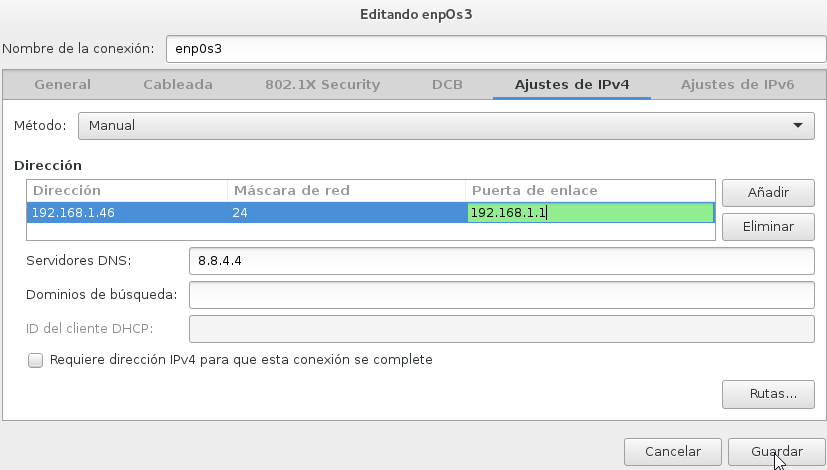 Editando enp0s3
Nombre de la conexión: enp0s3
General Cableada 802.1X Security DCB Ajustes de IPv4 Ajustes de IPv6
Método: Manual
Dirección
Dirección Máscara de red Puerta de enlace Añadir
192.168.1.46 24 192.168.1.1
Eliminar
Servidores DNS: 8.8.4.4
Dominios de búsqueda:
ID del cliente DHCP:
Requiere dirección IPv4 para que esta conexión se complete
Rutas...
Cancelar Guardar